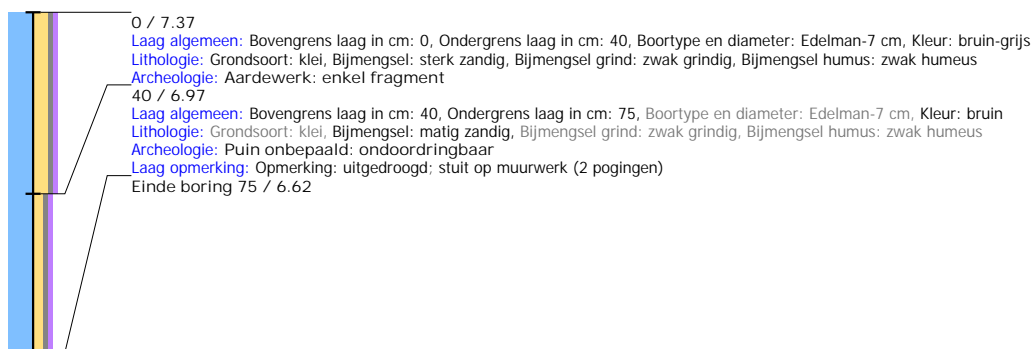 0 / 7.37
Laag algemeen: Bovengrens laag in cm: 0, Ondergrens laag in cm: 40, Boortype en diameter: Edelman-7 cm, Kleur: bruin-grijs
Lithologie: Grondsoort: klei, Bijmengsel: sterk zandig, Bijmengsel grind: zwak grindig, Bijmengsel humus: zwak humeus
Archeologie: Aardewerk: enkel fragment
40 / 6.97
Laag algemeen: Bovengrens laag in cm: 40, Ondergrens laag in cm: 75, Boortype en diameter: Edelman-7 cm, Kleur: bruin
Lithologie: Grondsoort: klei, Bijmengsel: matig zandig, Bijmengsel grind: zwak grindig, Bijmengsel humus: zwak humeus
Archeologie: Puin onbepaald: ondoordringbaar
Laag opmerking: Opmerking: uitgedroogd; stuit op muurwerk (2 pogingen)
Einde boring 75 / 6.62